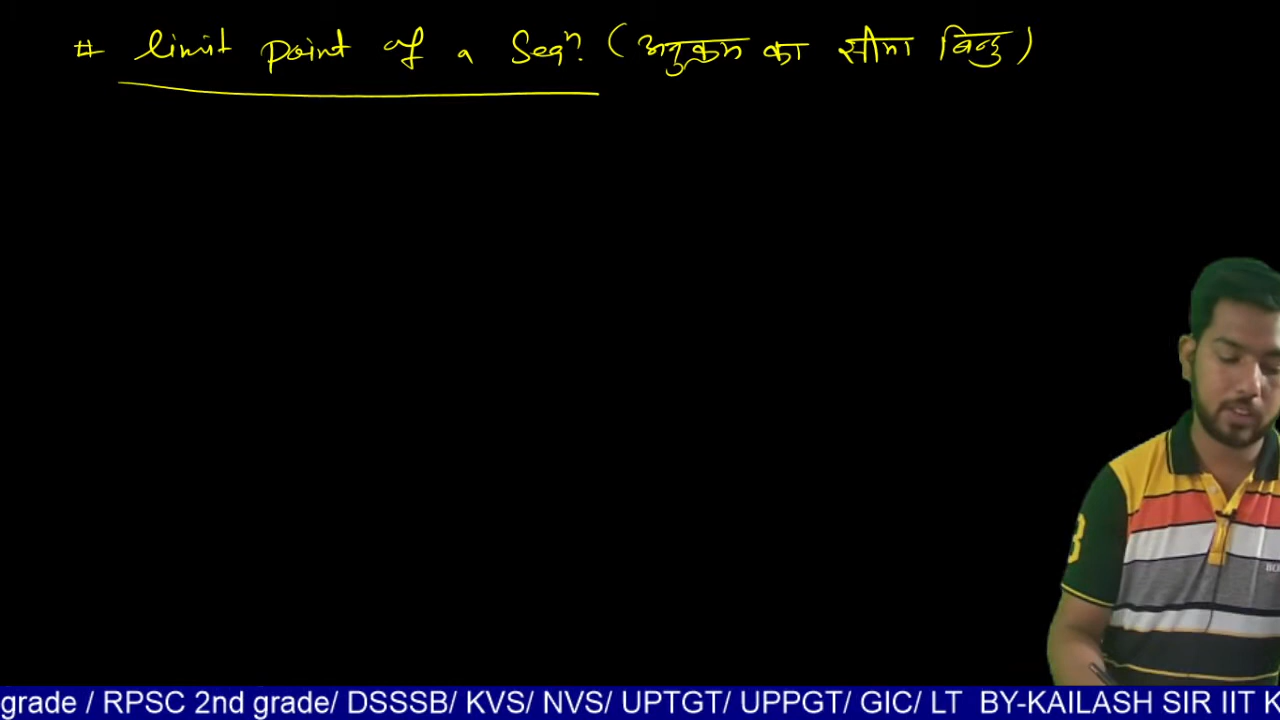 # limit point of a Seqn? (अनुक्रम का सीमा बिन्दु)
grade / RPSC 2nd grade/ DSSSB/ KVS/ NVS/ UPTGT/ UPPGT/ GIC/ LT BY-KAILASH SIR IIT K